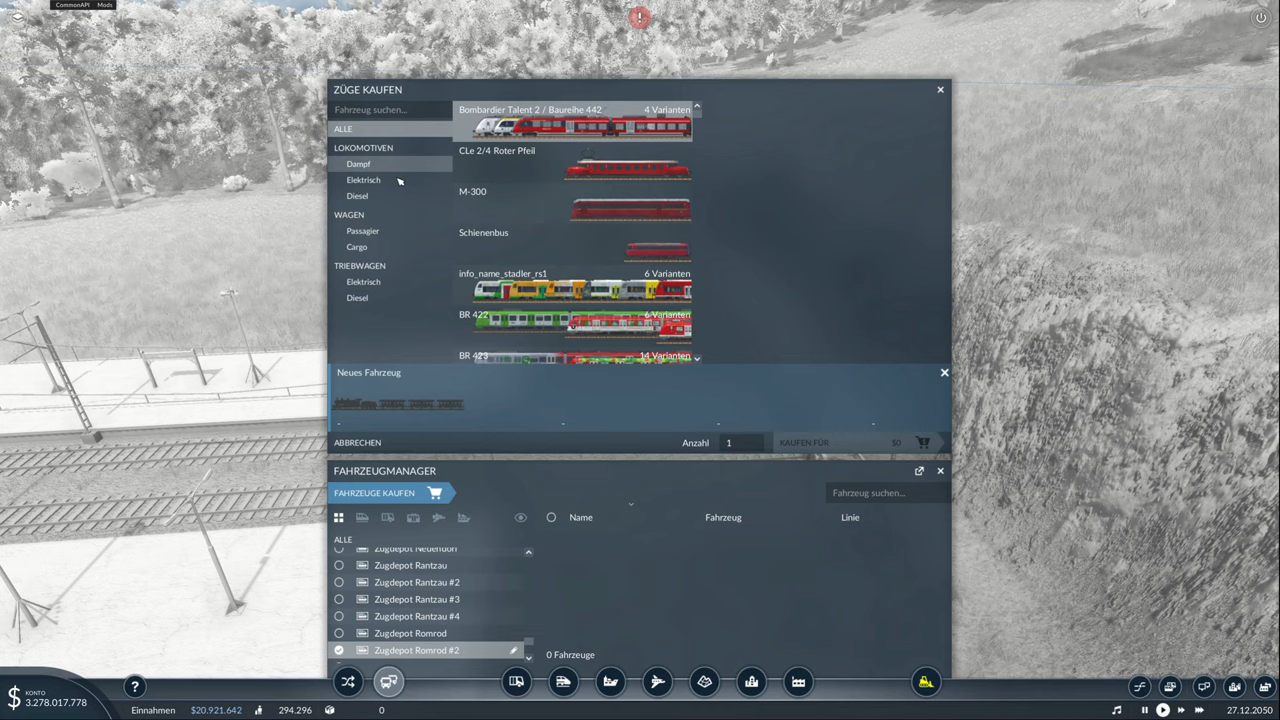 CommonAPI Mods
!
ZÜGE KAUFEN
Fahrzeug suchen...
ALLE
LOKOMOTIVEN
Dampf
Elektrisch
Diesel
WAGEN
Passagier
Cargo
TRIEBWAGEN
Elektrisch
Diesel
Bombardier Talent 2 / Baureihe 442 4 Varianten
CLe 2/4 Roter Pfeil
M-300
Schienenbus
info_name_stadler_rs1 6 Varianten
BR 422 6 Varianten
BR 423 14 Varianten
Neues Fahrzeug
- - - -
ABBRECHEN Anzahl 1 KAUFEN FÜR $0
FAHRZEUGMANAGER
FAHRZEUGE KAUFEN Fahrzeug suchen...
Name Fahrzeug Linie
ALLE
Zugdepot Neuendorf
Zugdepot Rantzau
Zugdepot Rantzau #2
Zugdepot Rantzau #3
Zugdepot Rantzau #4
Zugdepot Romrod
Zugdepot Romrod #2
0 Fahrzeuge
$ KONTO
3.278.017.778
?
Einnahmen $20.921.642 294.296 0 27.12.2050